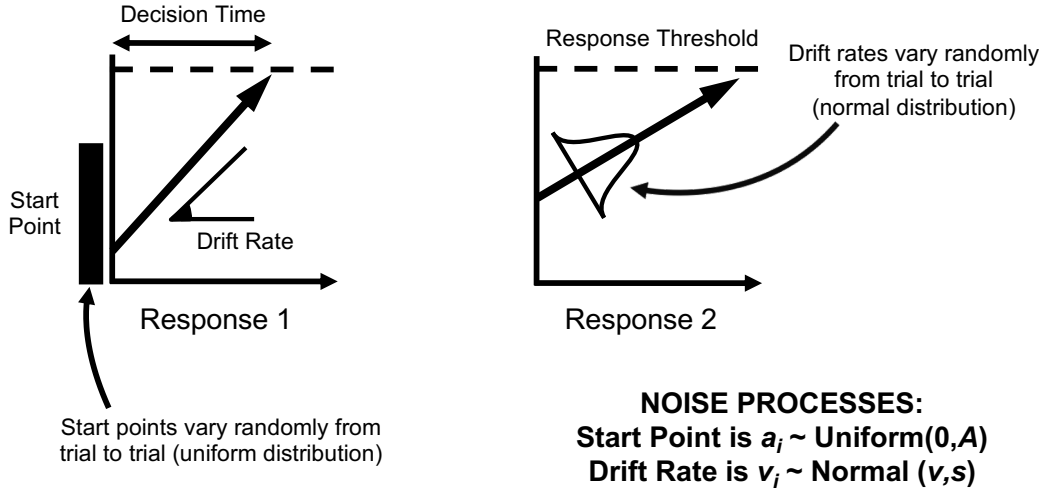 Decision Time
Start
Point
Drift Rate
Response 1
Start points vary randomly from
trial to trial (uniform distribution)
Response Threshold
Drift rates vary randomly
from trial to trial
(normal distribution)
Response 2
NOISE PROCESSES:
Start Point is aᵢ ~ Uniform(0,A)
Drift Rate is vᵢ ~ Normal (v,s)